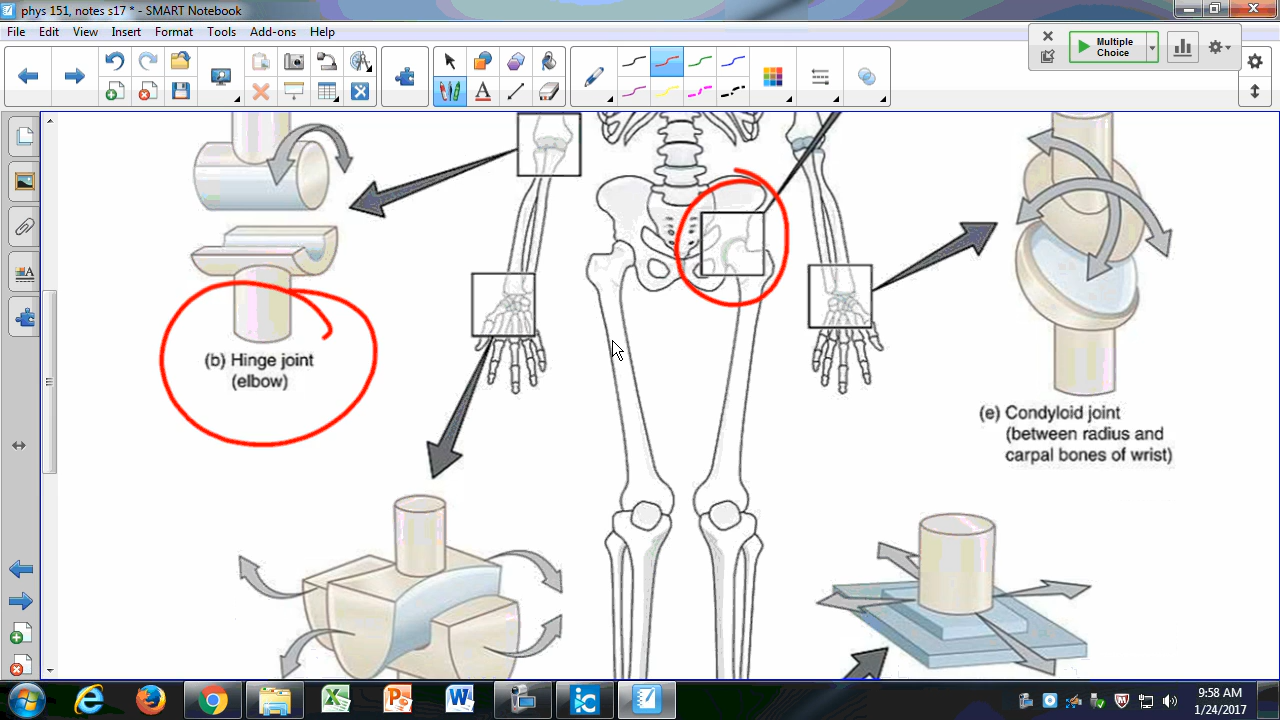 phys 151, notes s17 * - SMART Notebook
File Edit View Insert Format Tools Add-ons Help
Multiple
Choice
(b) Hinge joint
(elbow)
(e) Condyloid joint
(between radius and
carpal bones of wrist)
9:58 AM
1/24/2017